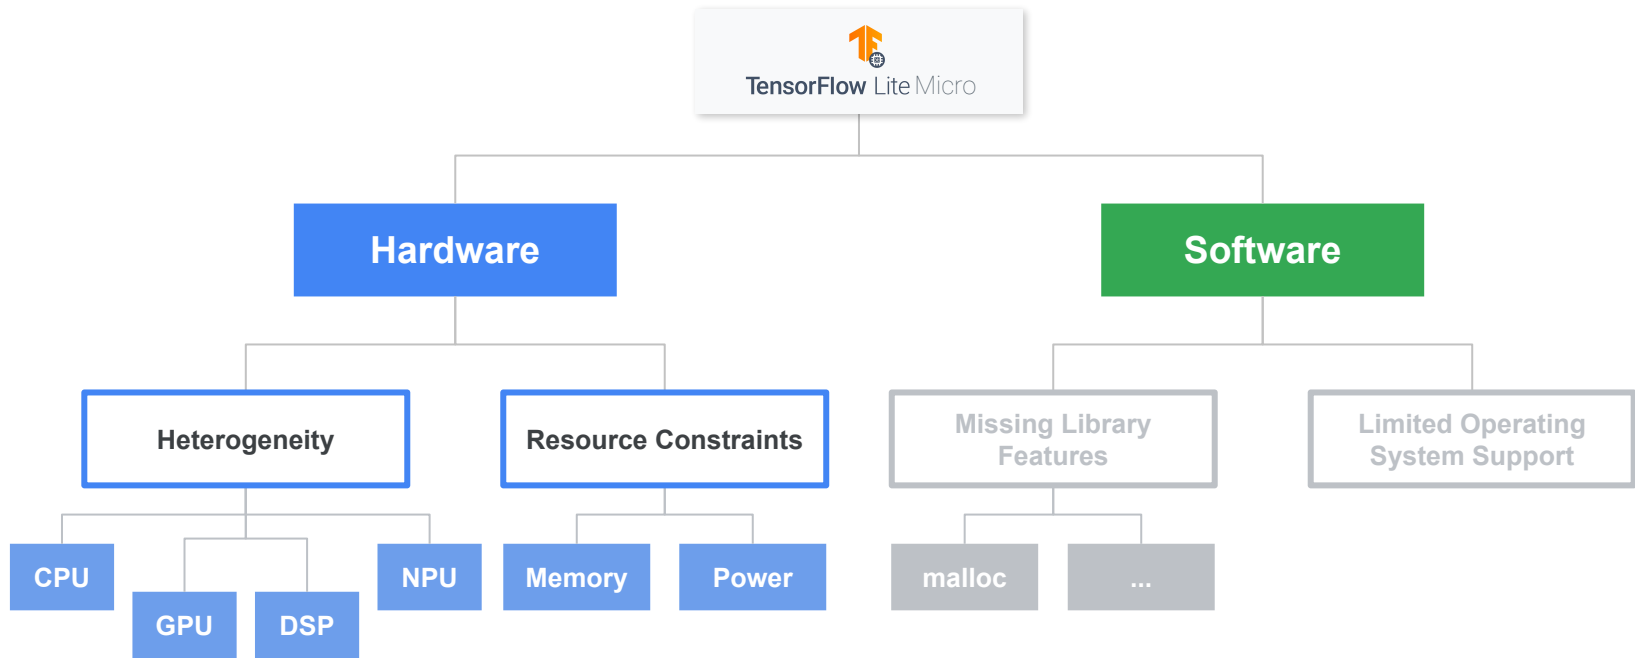 TensorFlow Lite Micro
Hardware
Software
Heterogeneity
Resource Constraints
Missing Library
Features
Limited Operating
System Support
CPU
GPU
DSP
NPU
Memory
Power
malloc
...